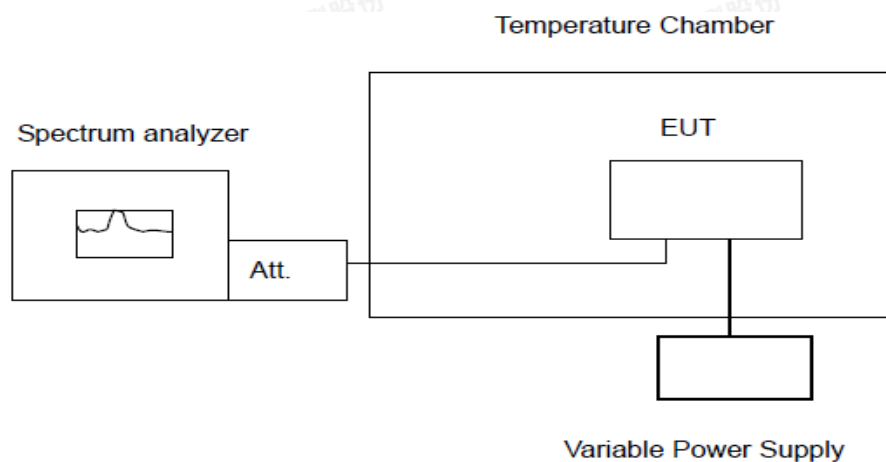 Temperature Chamber
Spectrum analyzer
EUT
Att.
Variable Power Supply